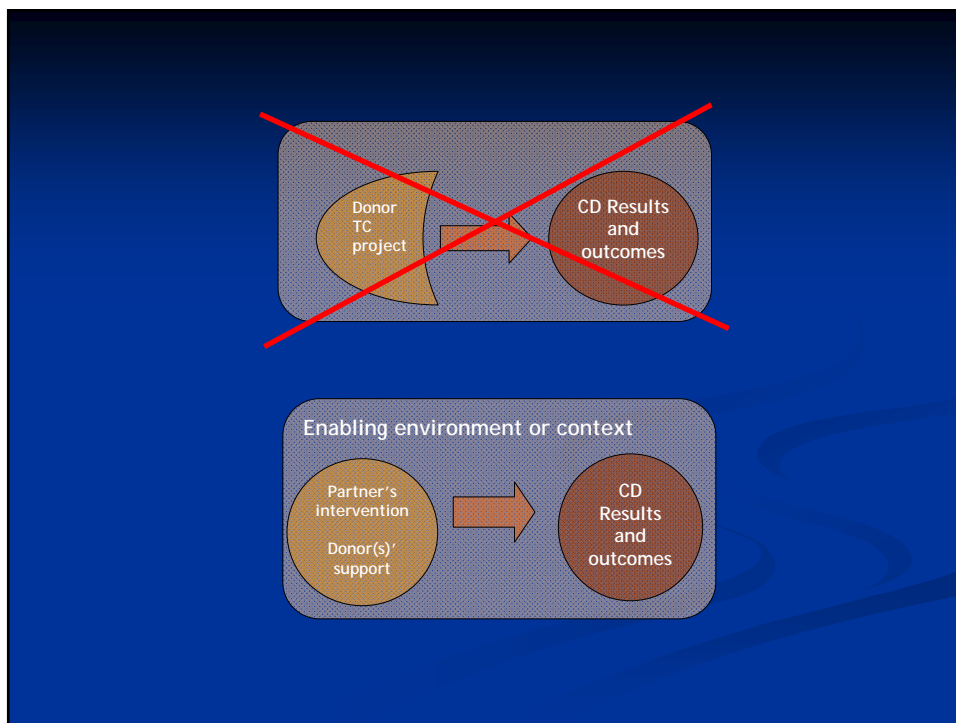 Donor
TC
project
CD Results
and
outcomes
Enabling environment or context
Partner's
intervention
Donor(s)'
support
CD
Results
and
outcomes